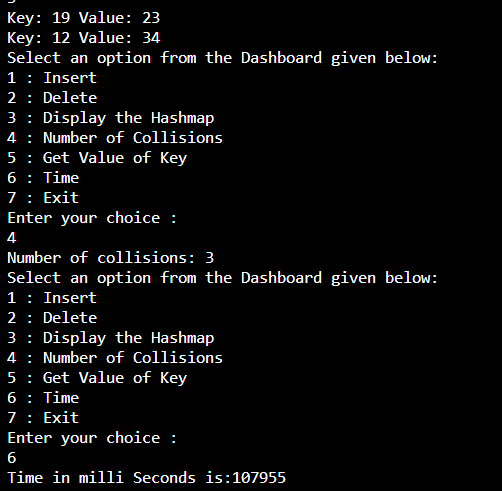 Key: 19 Value: 23
Key: 12 Value: 34
Select an option from the Dashboard given below:
1 : Insert
2 : Delete
3 : Display the Hashmap
4 : Number of Collisions
5 : Get Value of Key
6 : Time
7 : Exit
Enter your choice :
4
Number of collisions: 3
Select an option from the Dashboard given below:
1 : Insert
2 : Delete
3 : Display the Hashmap
4 : Number of Collisions
5 : Get Value of Key
6 : Time
7 : Exit
Enter your choice :
6
Time in milli Seconds is:107955